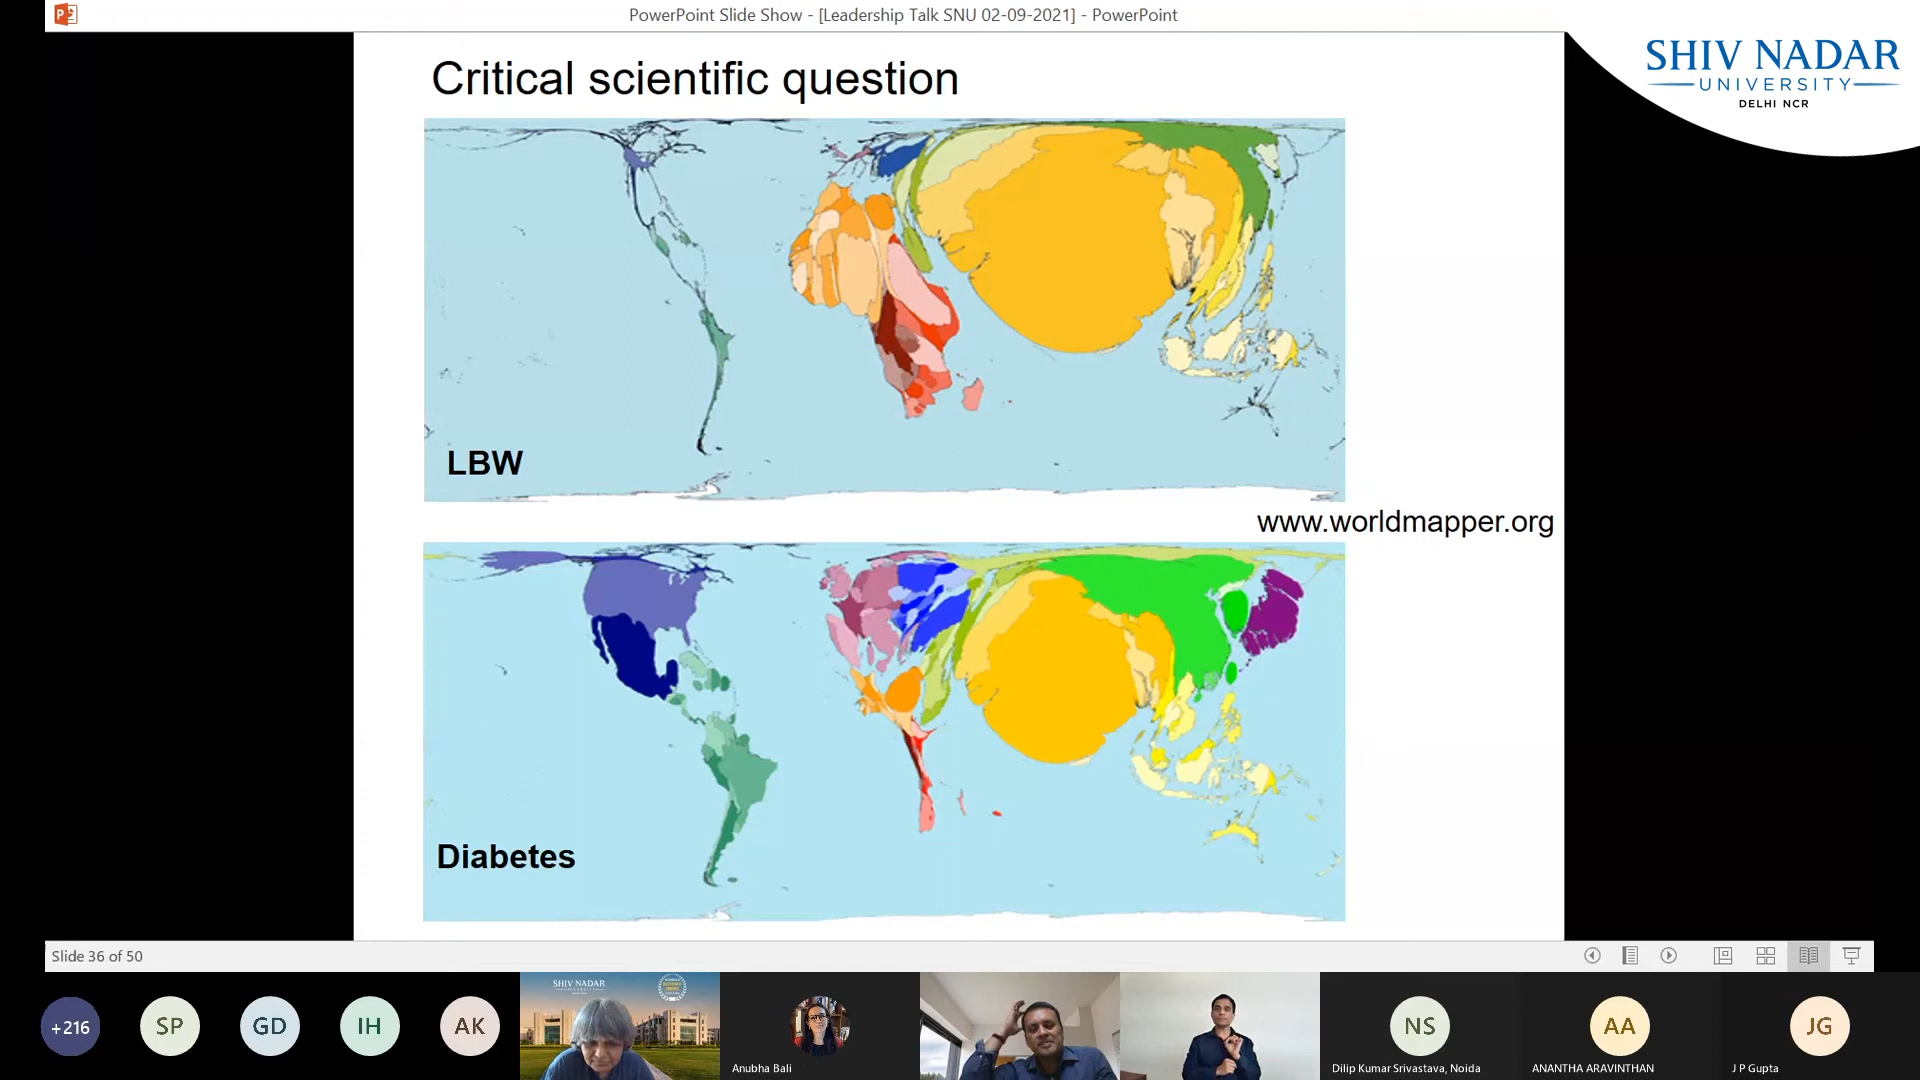 PowerPoint Slide Show - [Leadership Talk SNU 02-09-2021] - PowerPoint
SHIV NADAR
UNIVERSITY
DELHI NCR
Critical scientific question
LBW
www.worldmapper.org
Diabetes
Slide 36 of 50
+216
SP
GD
IH
AK
SHIV NADAR
Anubha Bali
NS
Dilip Kumar Srivastava, Noida
AA
ANANTHA ARAVINTHAN
JG
J P Gupta